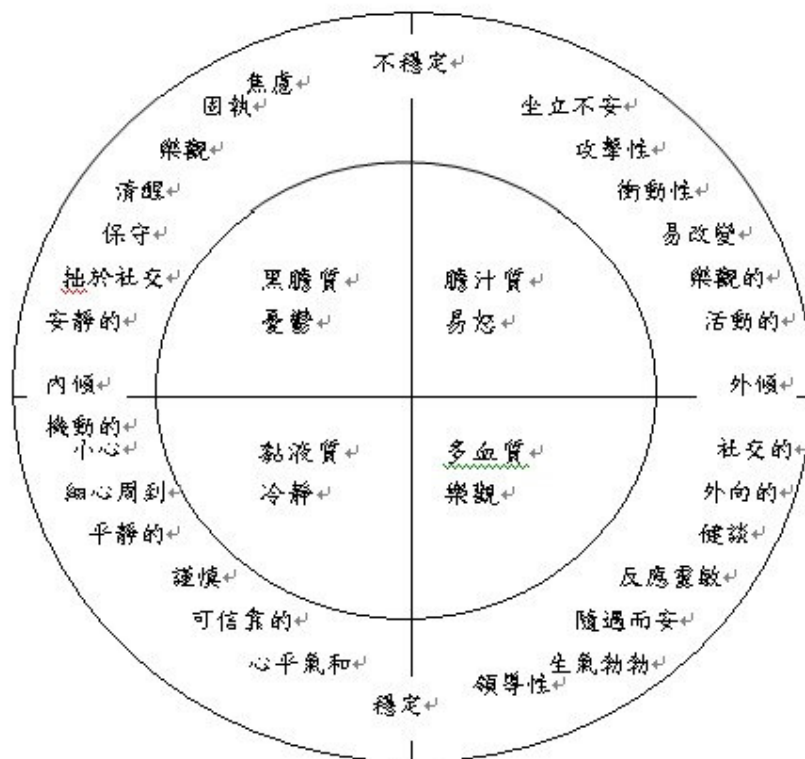 不穩定
焦慮
固執
樂觀
清醒
保守
拙於社交
安靜的
內傾
機動的
小心
細心周到
平靜的
謹慎
可信靠的
心平氣和
坐立不安
攻擊性
衝動性
易改變
樂觀的
活動的
外傾
社交的
外向的
健談
反應靈敏
隨遇而安
生氣勃勃
領導性
穩定
黑膽質
憂鬱
膽汁質
易怒
黏液質
冷靜
多血質
樂觀